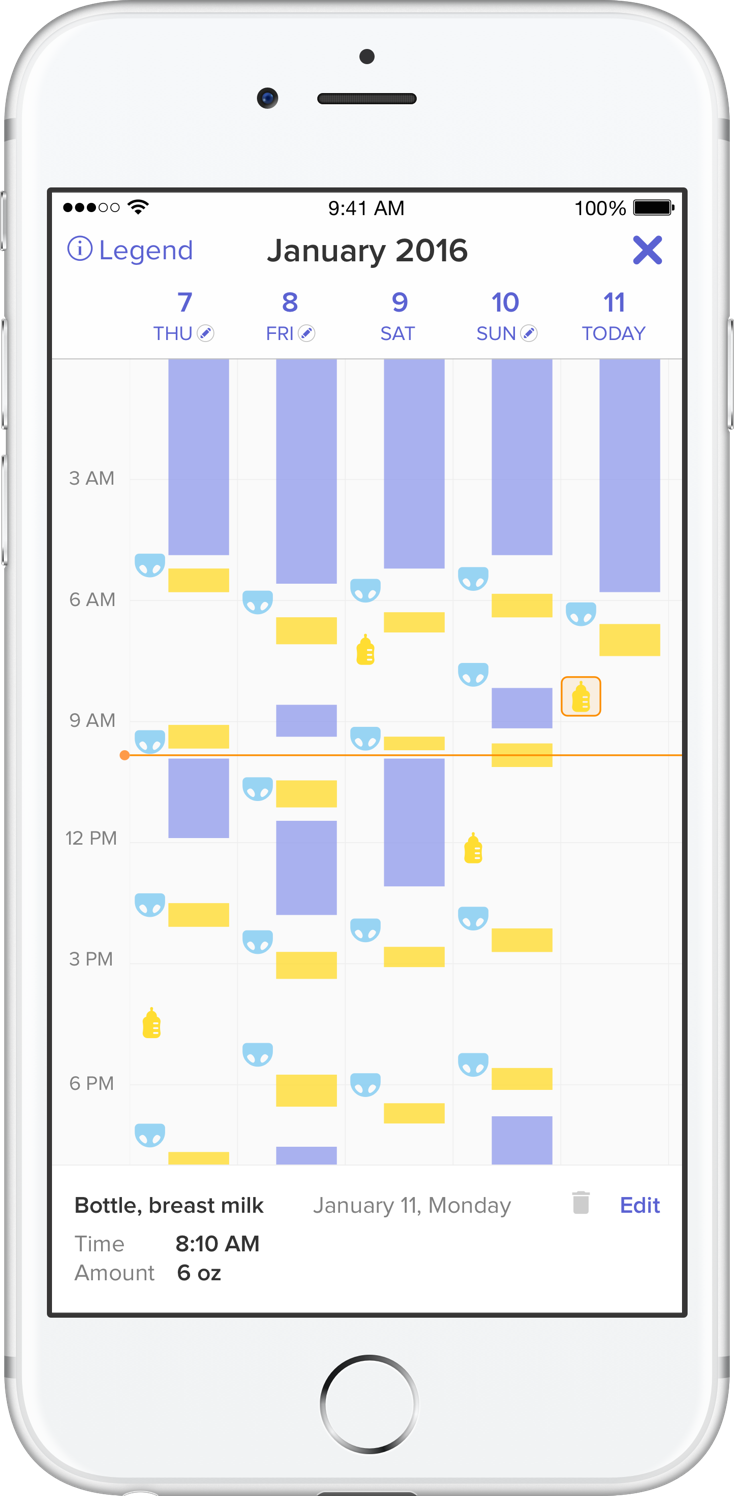 9:41 AM 100%
Legend January 2016
7 8 9 10 11
THU FRI SAT SUN TODAY
3 AM
6 AM
9 AM
12 PM
3 PM
6 PM
Bottle, breast milk January 11, Monday Edit
Time 8:10 AM
Amount 6 oz